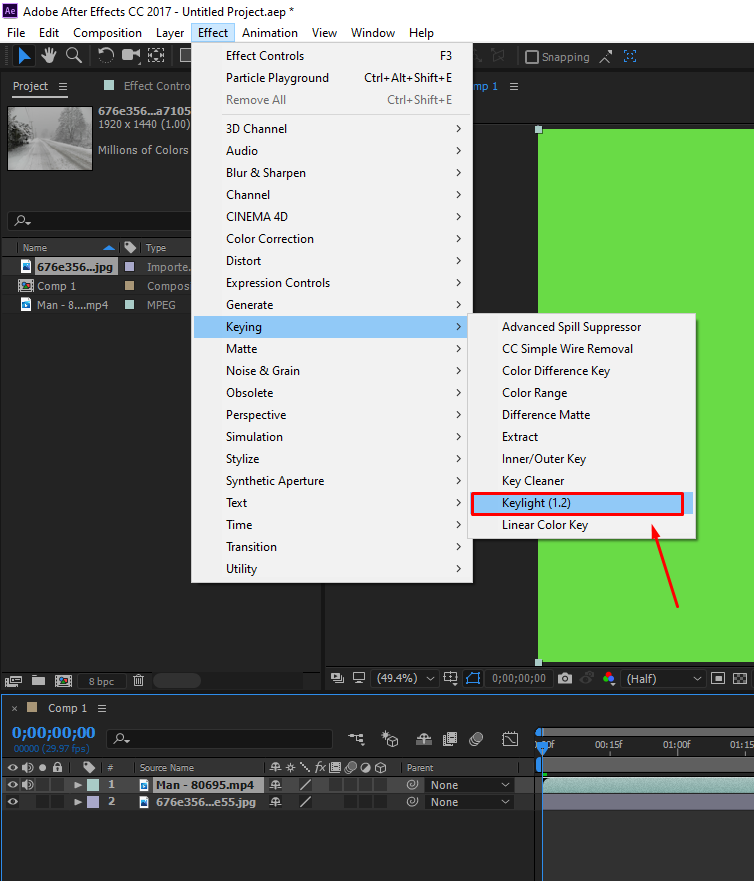 Ae Adobe After Effects CC 2017 - Untitled Project.aep *
File Edit Composition Layer Effect Animation View Window Help
Snapping
Project
Effect Contro
mp 1
676e356...a7105
1920 x 1440 (1.00)
Millions of Colors
Name Type
676e356...jpg Importe
Comp 1 Compos
Man - 8....mp4 MPEG
Effect Controls F3
Particle Playground Ctrl+Alt+Shift+E
Remove All Ctrl+Shift+E
3D Channel
Audio
Blur & Sharpen
Channel
CINEMA 4D
Color Correction
Distort
Expression Controls
Generate
Keying
Matte
Noise & Grain
Obsolete
Perspective
Simulation
Stylize
Synthetic Aperture
Text
Time
Transition
Utility
Advanced Spill Suppressor
CC Simple Wire Removal
Color Difference Key
Color Range
Difference Matte
Extract
Inner/Outer Key
Key Cleaner
Keylight (1.2)
Linear Color Key
8 bpc
(49.4%) 0;00;00;00 (Half)
× Comp 1
0;00;00;00
00000 (29.97 fps)
# Source Name fx Parent
1 Man - 80695.mp4 None
2 676e356...e55.jpg None
:00f 00:15f 01:00f 01:15